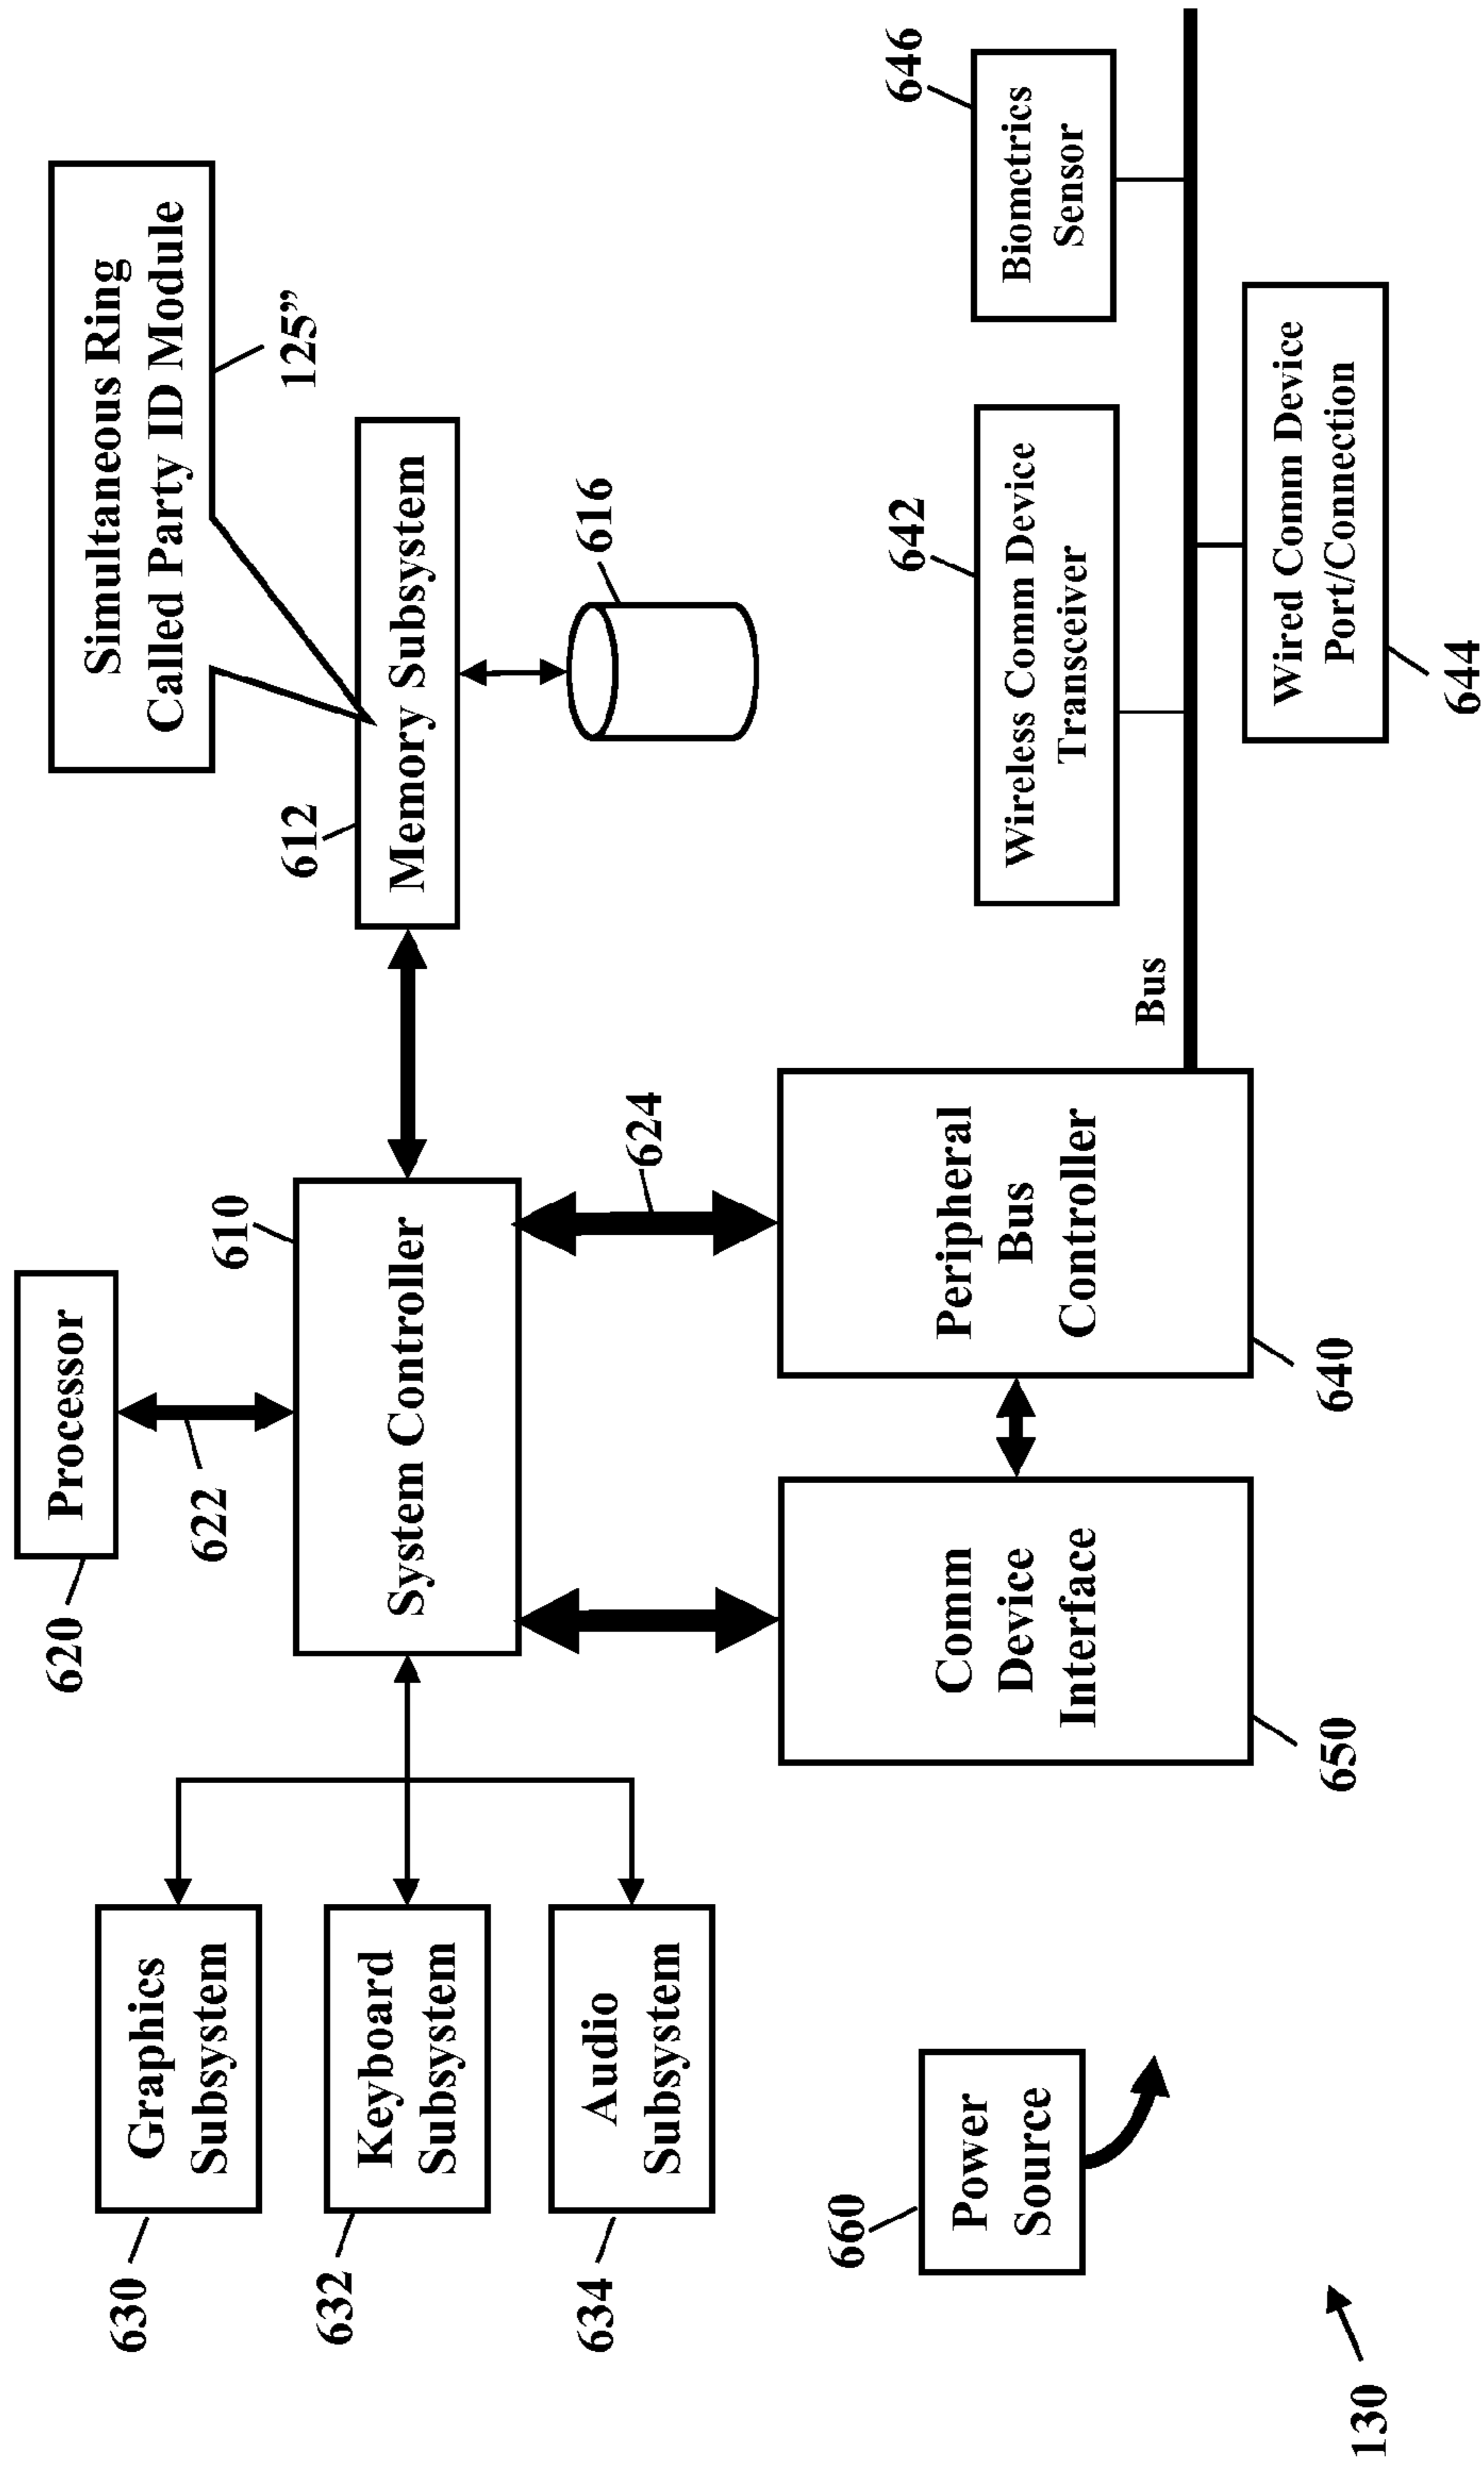 Simultaneous Ring
Called Party ID Module
125”
Processor
620
622
610
System Controller
612
Memory Subsystem
616
630
Graphics
Subsystem
632
Keyboard
Subsystem
634
Audio
Subsystem
624
650
Comm
Device
Interface
640
Peripheral
Bus
Controller
Bus
642
Wireless Comm Device
Transceiver
646
Biometrics
Sensor
644
Wired Comm Device
Port/Connection
660
Power
Source
130